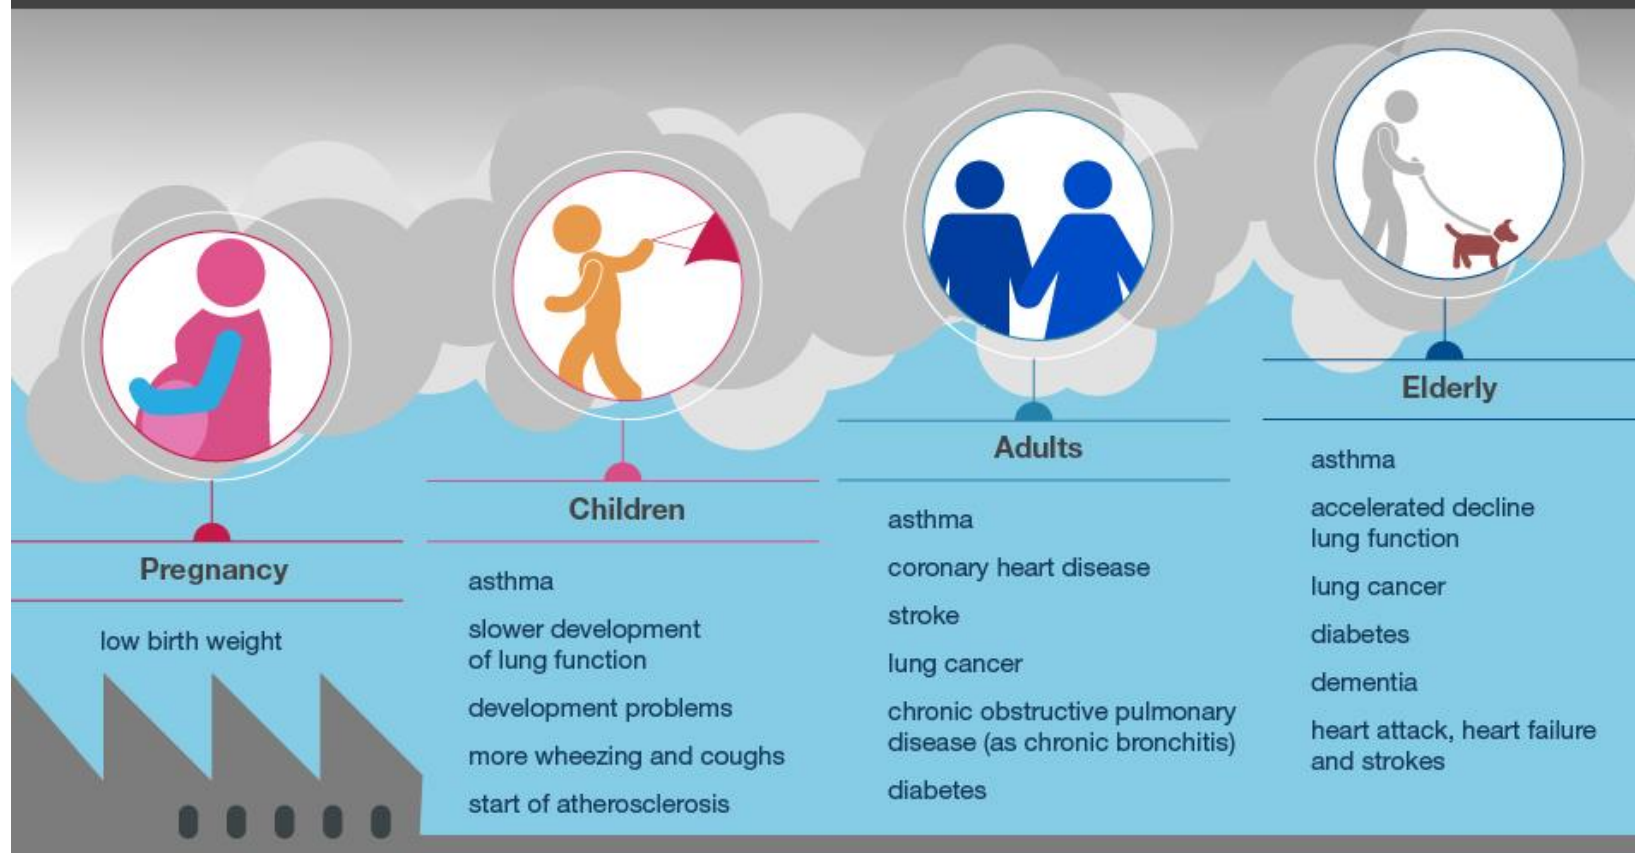 Pregnancy
low birth weight
Children
asthma
slower development
of lung function
development problems
more wheezing and coughs
start of atherosclerosis
Adults
asthma
coronary heart disease
stroke
lung cancer
chronic obstructive pulmonary
disease (as chronic bronchitis)
diabetes
Elderly
asthma
accelerated decline
lung function
lung cancer
diabetes
dementia
heart attack, heart failure
and strokes